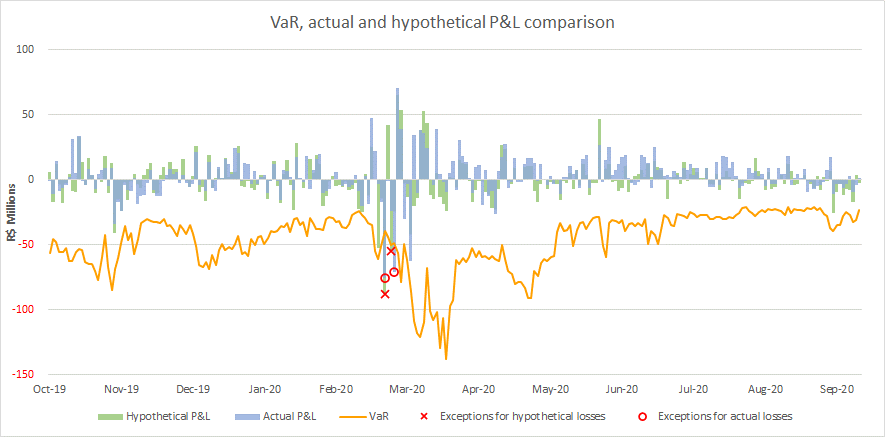 VaR, actual and hypothetical P&L comparison
100
50
0
-50
-100
-150
R$ Millions
Oct-19 Nov-19 Dec-19 Jan-20 Feb-20 Mar-20 Apr-20 May-20 Jun-20 Jul-20 Aug-20 Sep-20
Hypothetical P&L Actual P&L VaR Exceptions for hypothetical losses Exceptions for actual losses